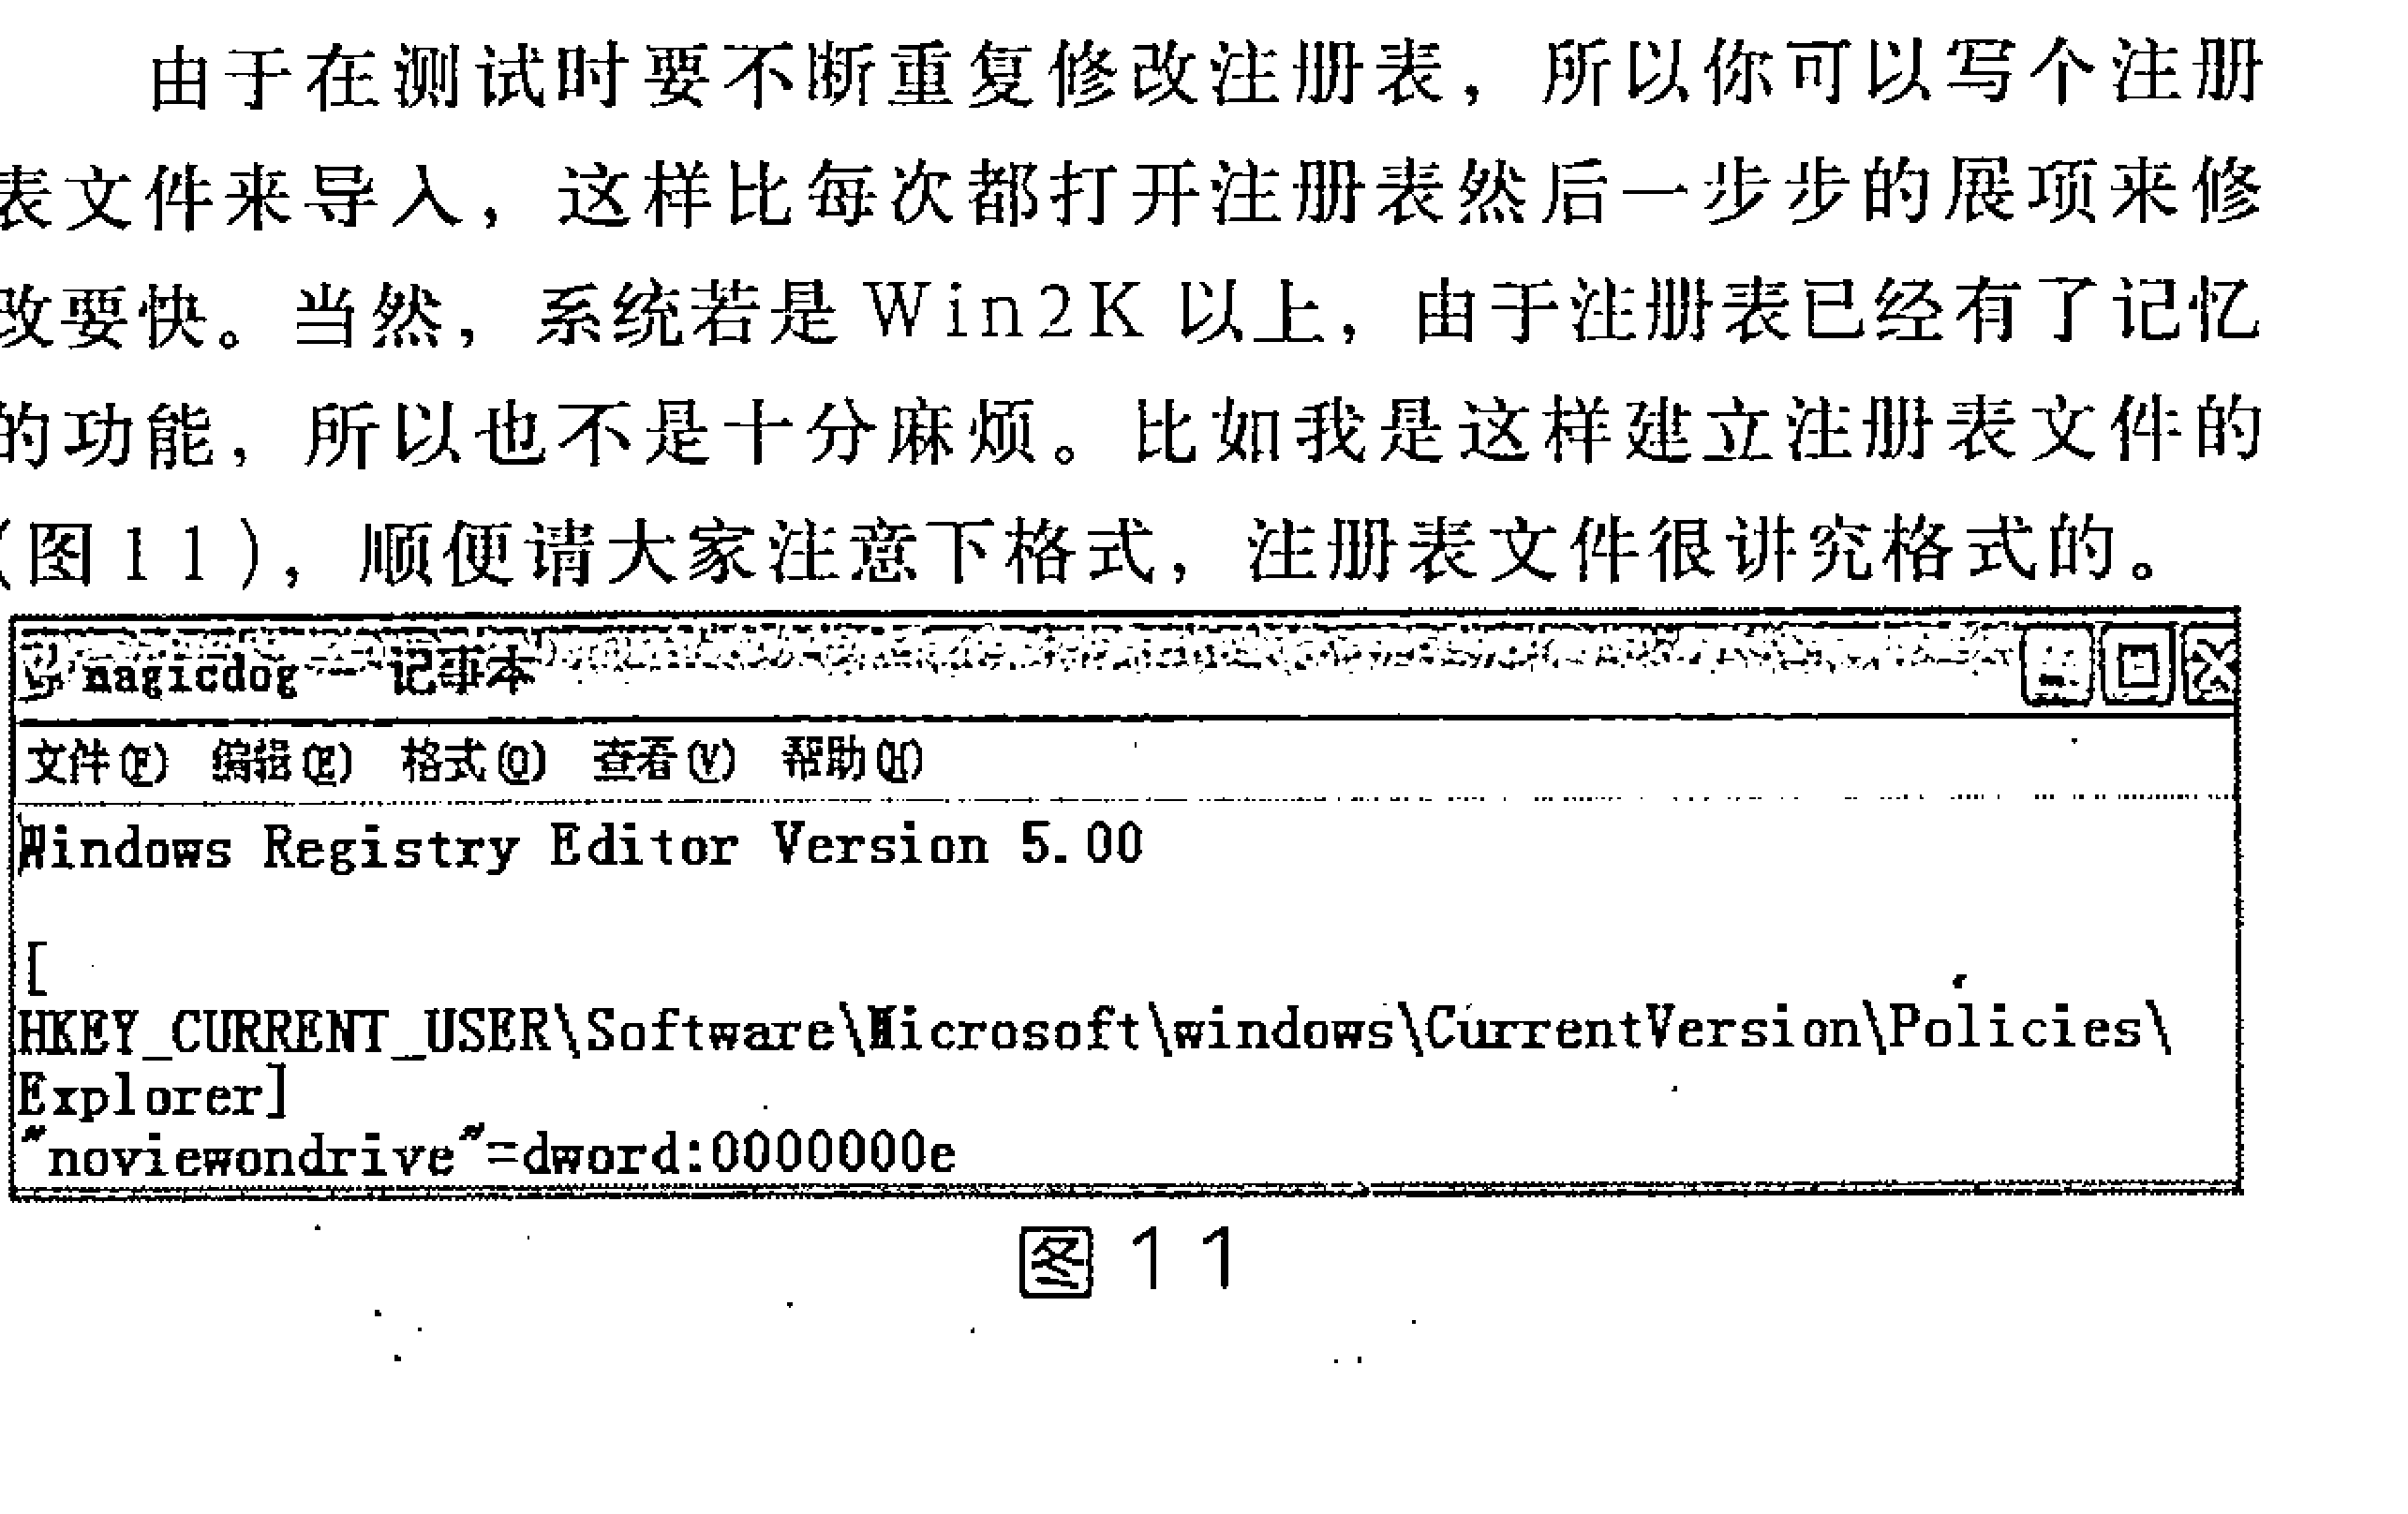 由于在测试时要不断重复修改注册表，所以你可以写个注册
表文件来导入，这样比每次都打开注册表然后一步步的展项来修
改要快。当然，系统若是Win2K以上，由于注册表已经有了记忆
的功能，所以也不是十分麻烦。比如我是这样建立注册表文件的
(图11)，顺便请大家注意下格式，注册表文件很讲究格式的。
magicdog - 记事本
文件(F) 编辑(E) 格式(O) 查看(V) 帮助(H)
Windows Registry Editor Version 5.00
[
HKEY_CURRENT_USER\Software\Microsoft\windows\CurrentVersion\Policies\
Explorer]
"noviewondrive"=dword:0000000e
图11